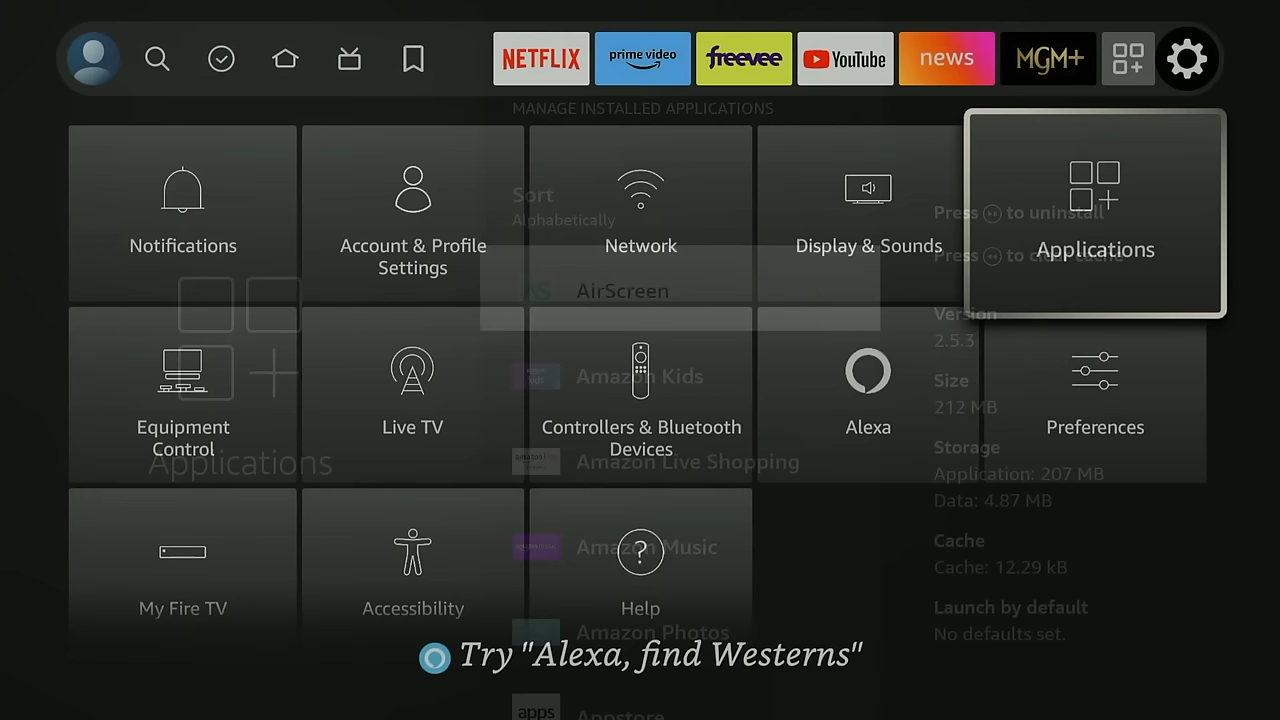 NETFLIX
prime video
freevee
YouTube
news
MGM+
MANAGE INSTALLED APPLICATIONS
Notifications
Account & Profile
Settings
Network
Display & Sounds
Applications
Sort
Alphabetically
Press to uninstall
Press to clear cache
AS
AirScreen
Version
2.5.3
Size
212 MB
Equipment
Control
Live TV
Controllers & Bluetooth
Devices
Alexa
Preferences
Applications
Amazon Kids
Amazon Live Shopping
Storage
Application: 207 MB
Data: 4.87 MB
Amazon Music
Cache
Cache: 12.29 kB
My Fire TV
Accessibility
?
Help
Launch by default
No defaults set.
Amazon Photos
Try "Alexa, find Westerns"
apps
Appstore